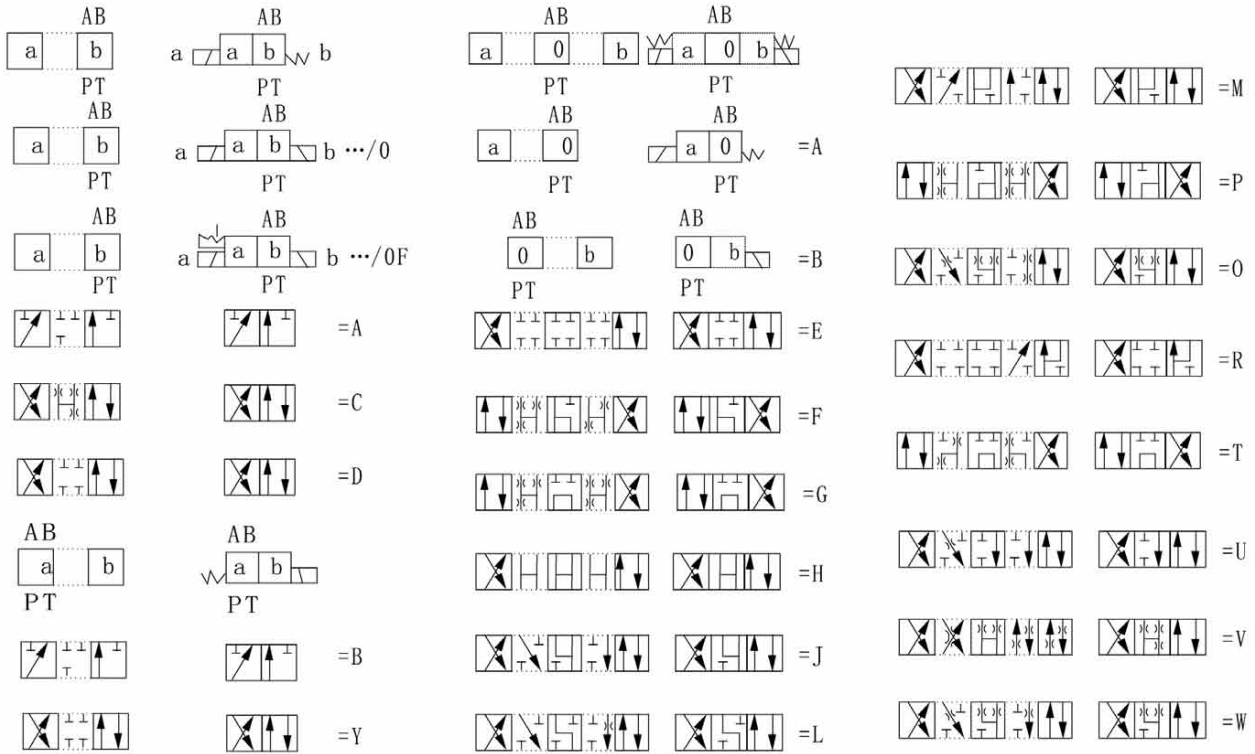 AB
a b
PT
AB
a a b b
PT
AB
a b
PT
AB
a a b b …/0
PT
AB
a b
PT
AB
a a b b …/0F
PT
=A
=C
=D
AB
a b
PT
AB
a b
PT
=B
=Y
AB
a 0 b
PT
AB
a 0 b
PT
AB
a 0
PT
AB
a 0
PT
=A
AB
0 b
PT
AB
0 b
PT
=B
=E
=F
=G
=H
=J
=L
=M
=P
=O
=R
=T
=U
=V
=W